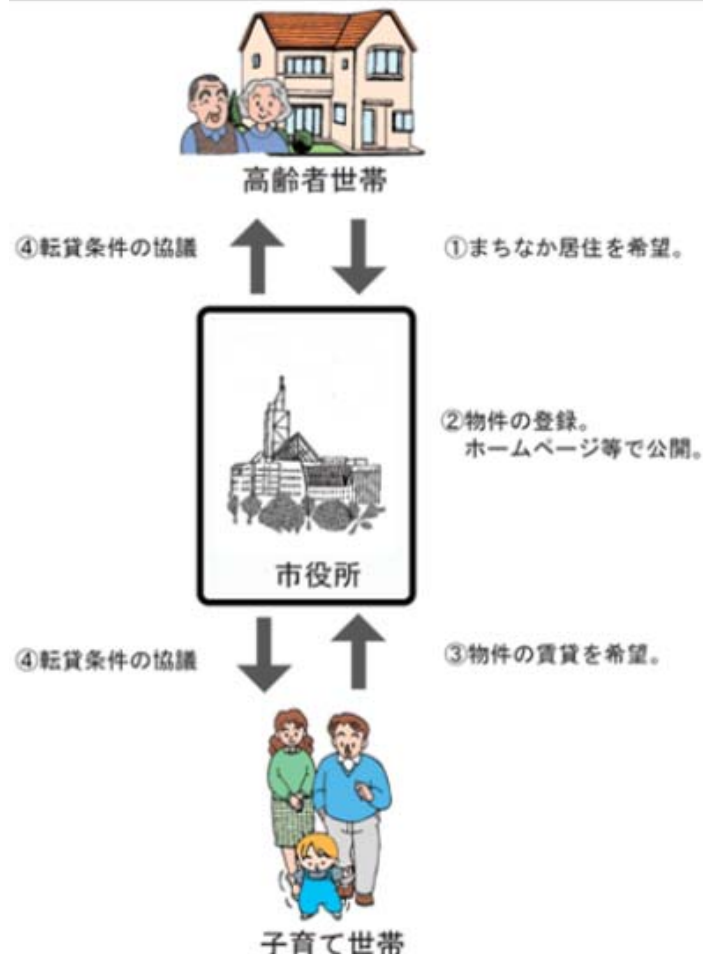 高齢者世帯
④転貸条件の協議
①まちなか居住を希望。
②物件の登録。
ホームページ等で公開。
市役所
④転貸条件の協議
③物件の賃貸を希望。
子育て世帯